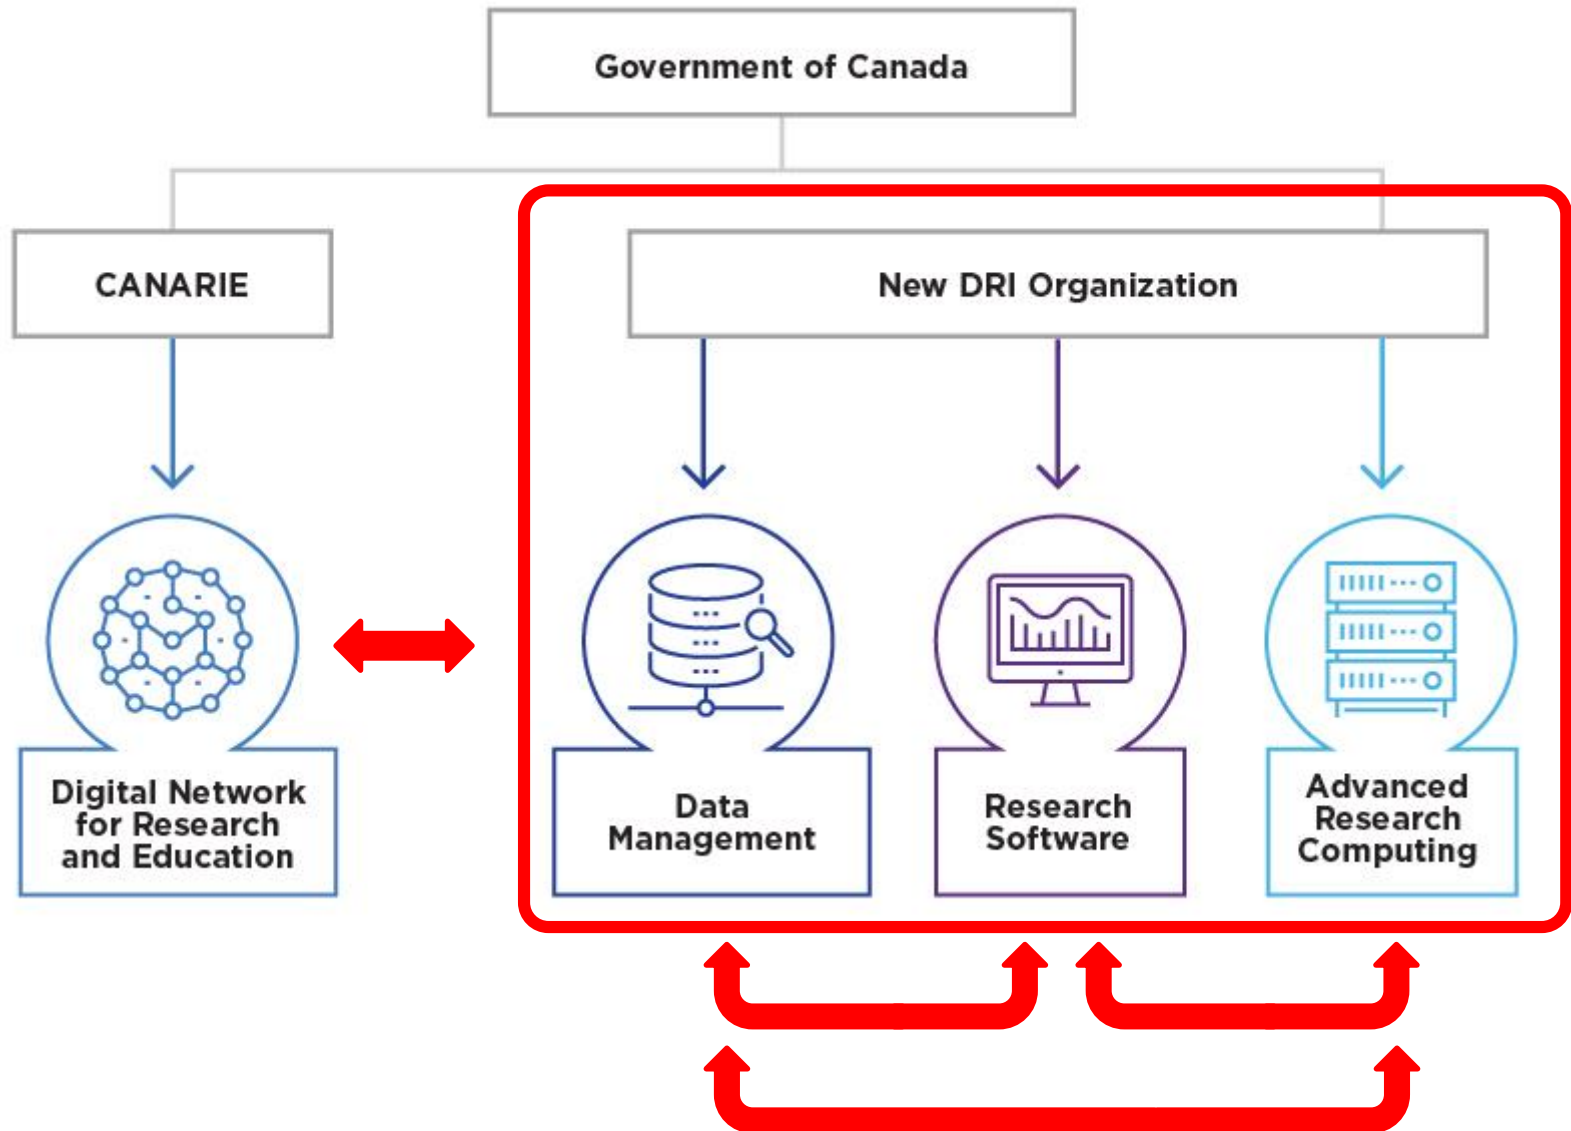 Government of Canada
CANARIE
New DRI Organization
Digital Network
for Research
and Education
Data
Management
Research
Software
Advanced
Research
Computing